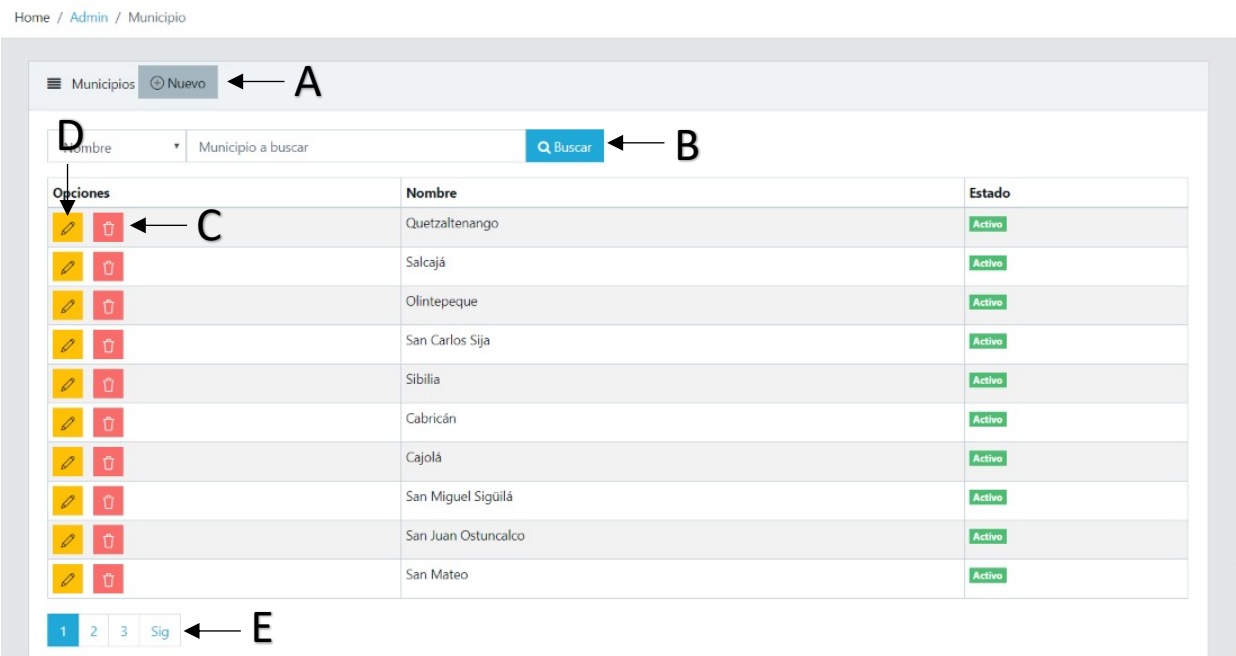 Home / Admin / Municipio
Municipios Nuevo A
D
Nombre Municipio a buscar Buscar B
Opciones Nombre Estado
C Quetzaltenango Activo
Salcajá Activo
Olintepeque Activo
San Carlos Sija Activo
Sibilia Activo
Cabricán Activo
Cajolá Activo
San Miguel Sigüilá Activo
San Juan Ostuncalco Activo
San Mateo Activo
1 2 3 Sig E